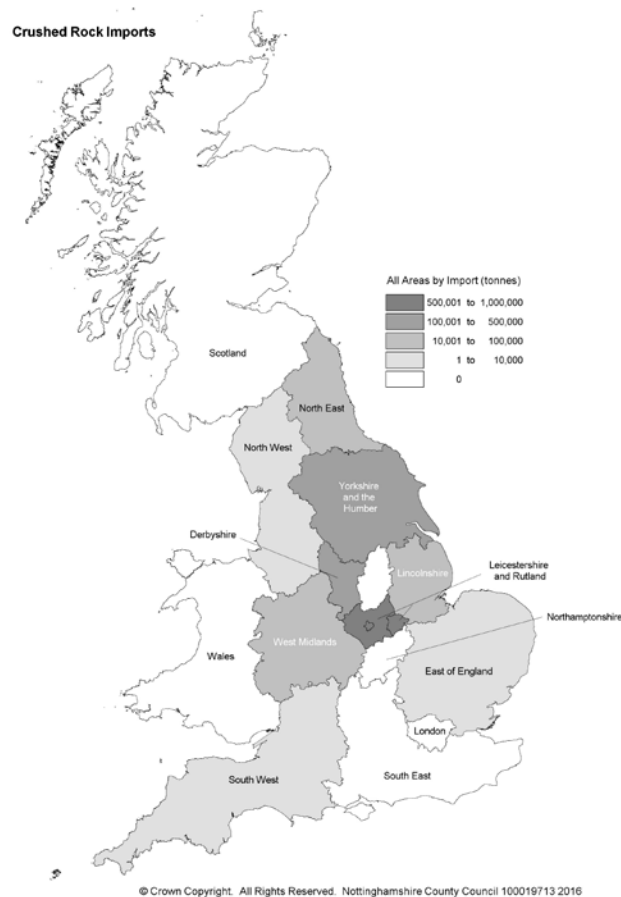 Crushed Rock Imports
All Areas by Import (tonnes)
500,001 to 1,000,000
100,001 to 500,000
10,001 to 100,000
1 to 10,000
0
Scotland
North East
North West
Yorkshire
and the
Humber
Derbyshire
Lincolnshire
Leicestershire
and Rutland
Northamptonshire
West Midlands
Wales
East of England
London
South East
South West
© Crown Copyright. All Rights Reserved. Nottinghamshire County Council 100019713 2016